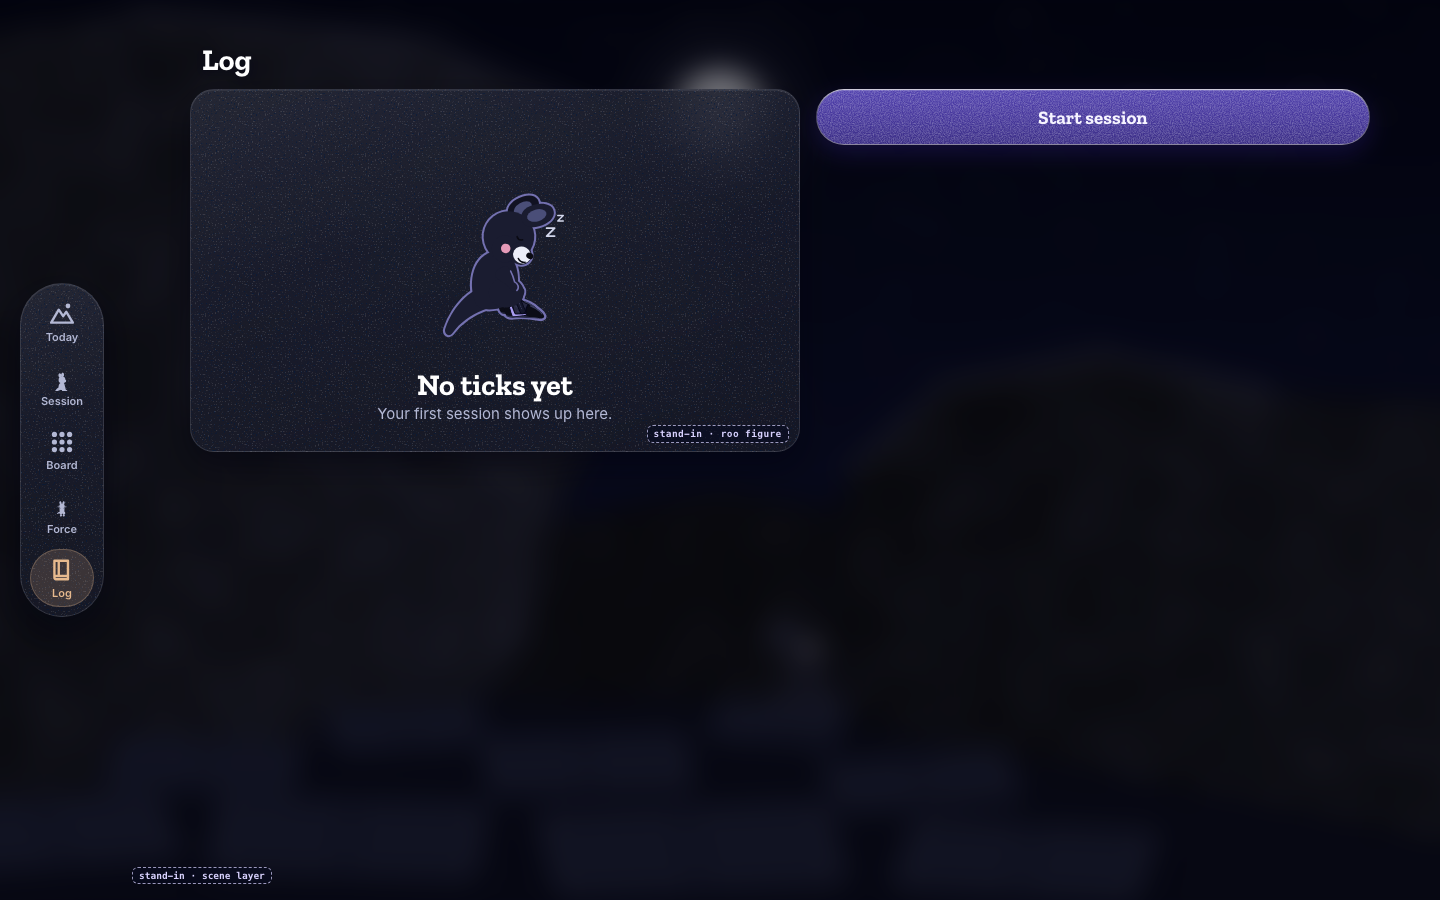 Log
Start session
z
z
No ticks yet
Your first session shows up here.
stand-in · roo figure
Today
Session
Board
Force
Log
stand-in · scene layer